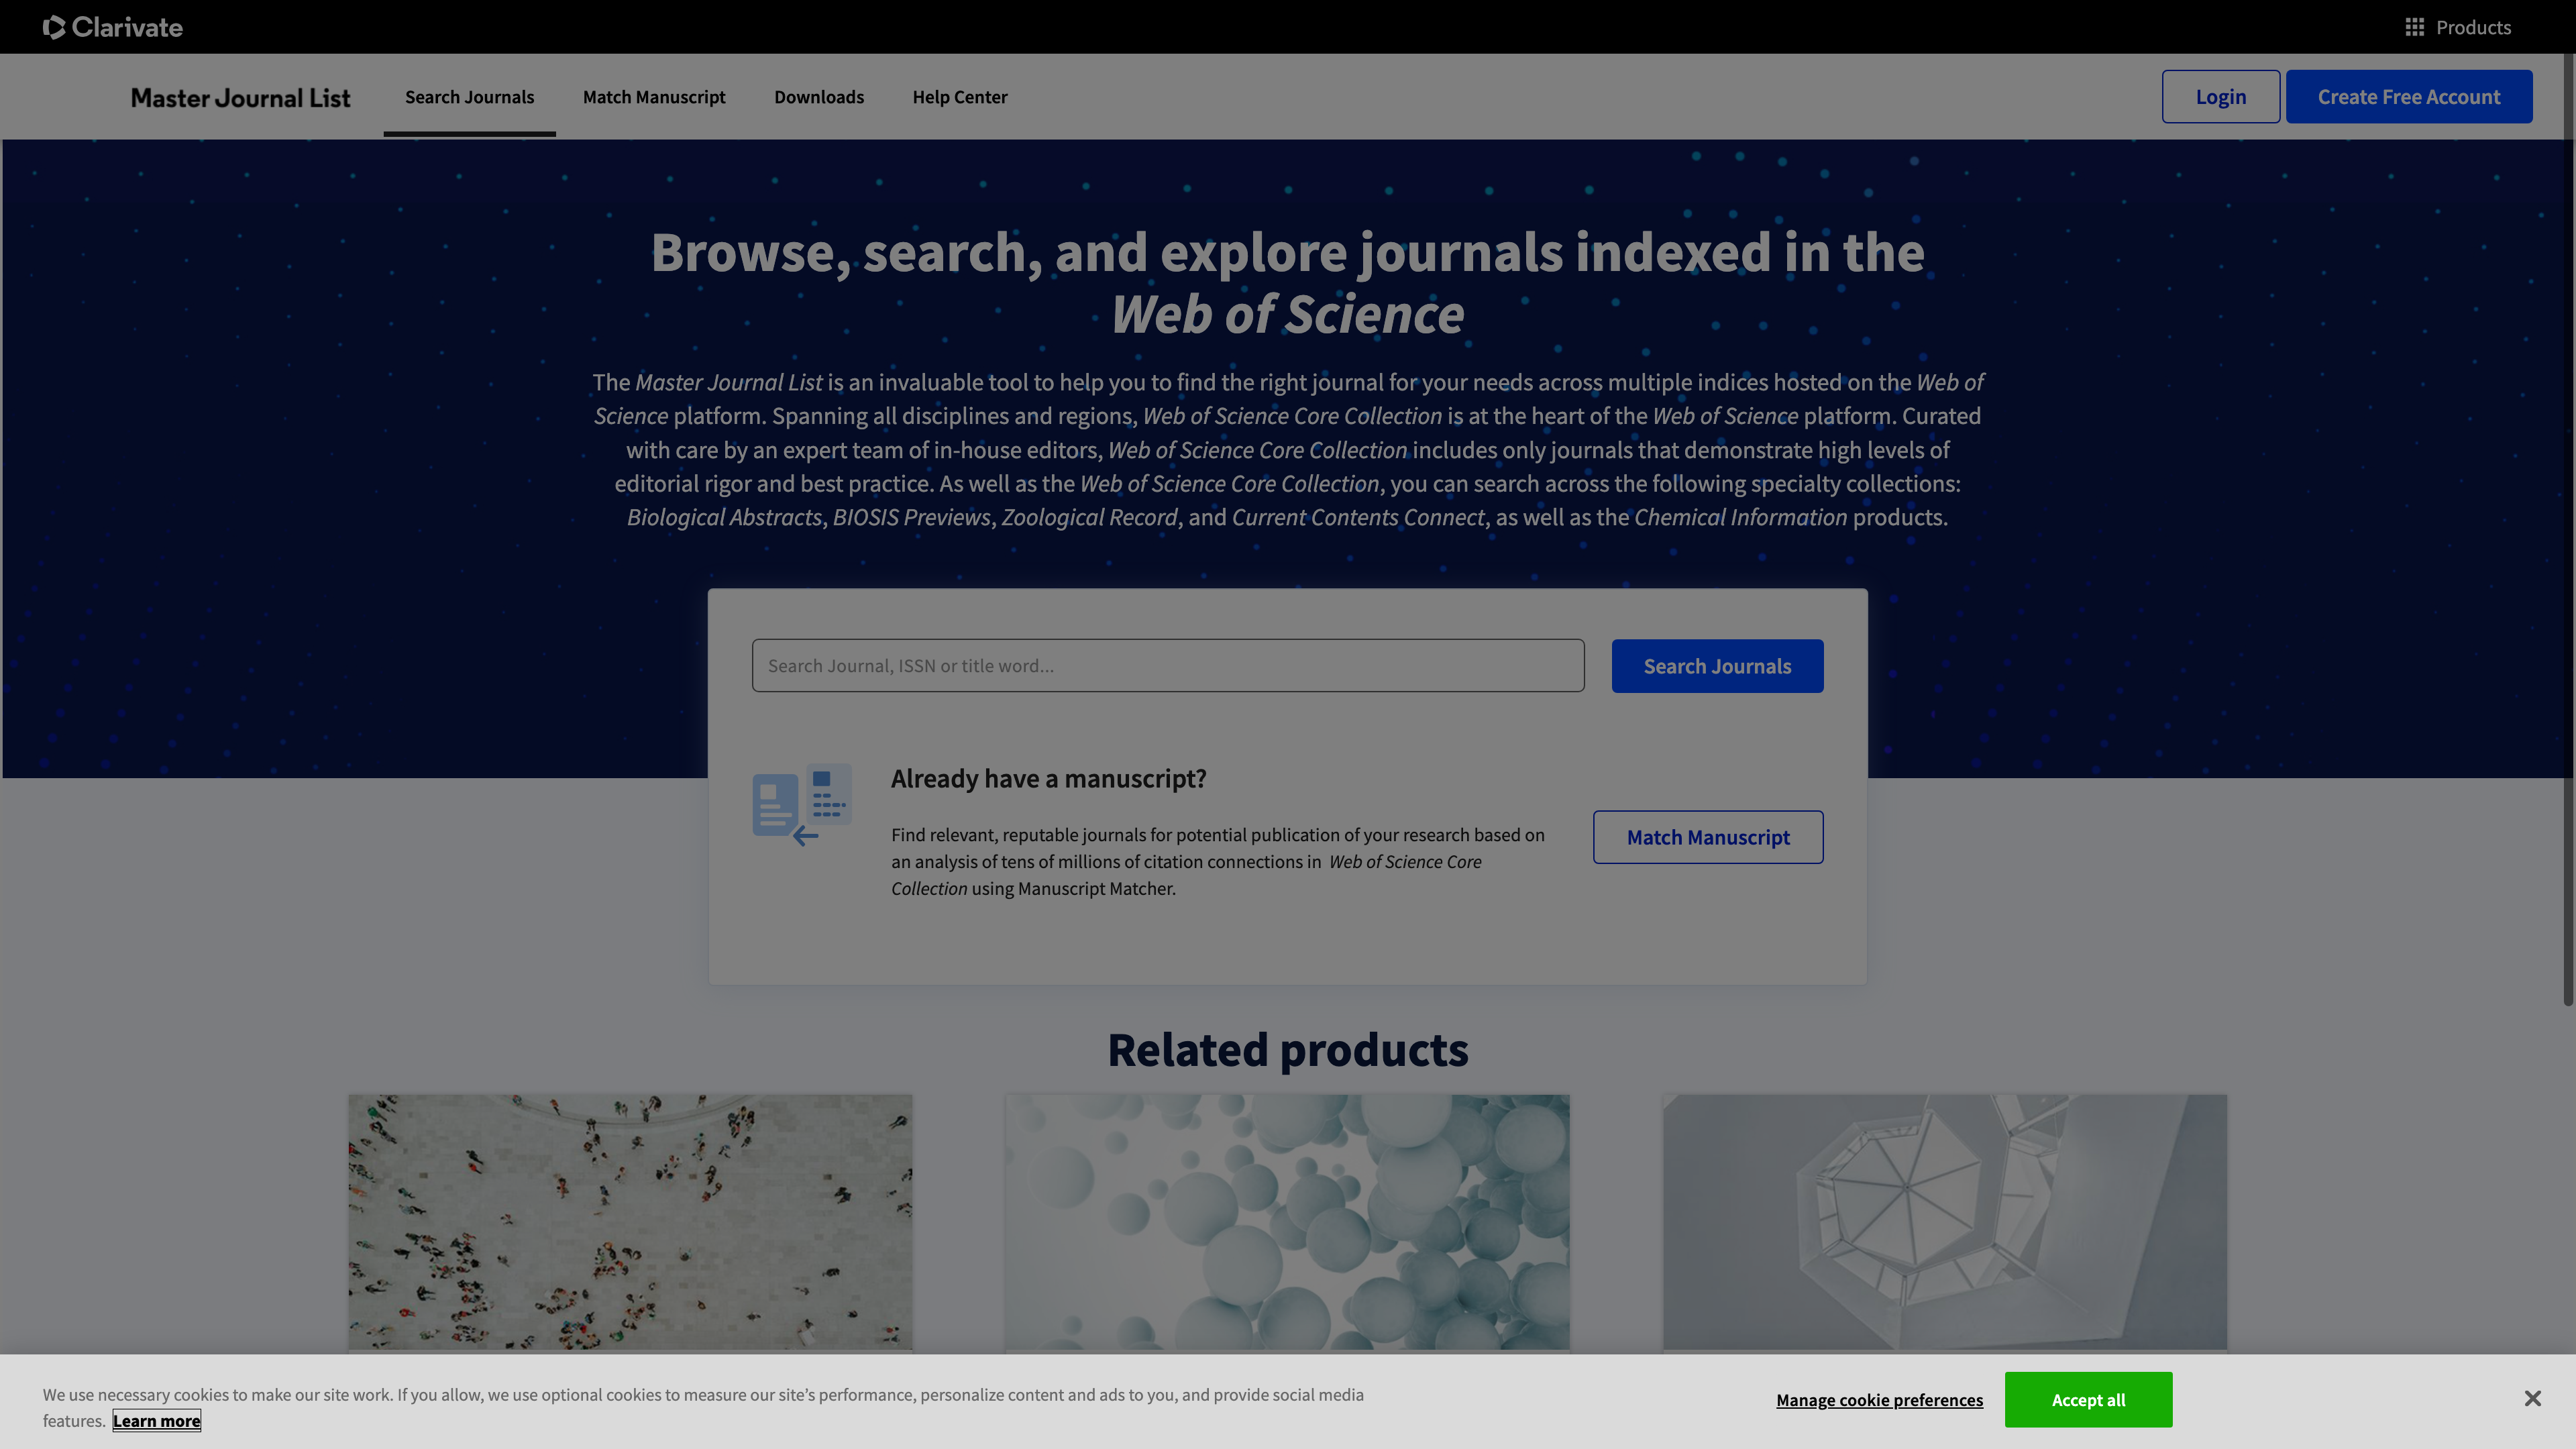 Clarivate
Products
Master Journal List
Search Journals
Match Manuscript
Downloads
Help Center
Login
Create Free Account
Browse, search, and explore journals indexed in the
Web of Science
The Master Journal List is an invaluable tool to help you to find the right journal for your needs across multiple indices hosted on the Web of
Science platform. Spanning all disciplines and regions, Web of Science Core Collection is at the heart of the Web of Science platform. Curated
with care by an expert team of in-house editors, Web of Science Core Collection includes only journals that demonstrate high levels of
editorial rigor and best practice. As well as the Web of Science Core Collection, you can search across the following specialty collections:
Biological Abstracts, BIOSIS Previews, Zoological Record, and Current Contents Connect, as well as the Chemical Information products.
Search Journal, ISSN or title word...
Search Journals
Already have a manuscript?
Find relevant, reputable journals for potential publication of your research based on
an analysis of tens of millions of citation connections in Web of Science Core
Collection using Manuscript Matcher.
Match Manuscript
Related products
We use necessary cookies to make our site work. If you allow, we use optional cookies to measure our site’s performance, personalize content and ads to you, and provide social media
features. Learn more
Manage cookie preferences
Accept all